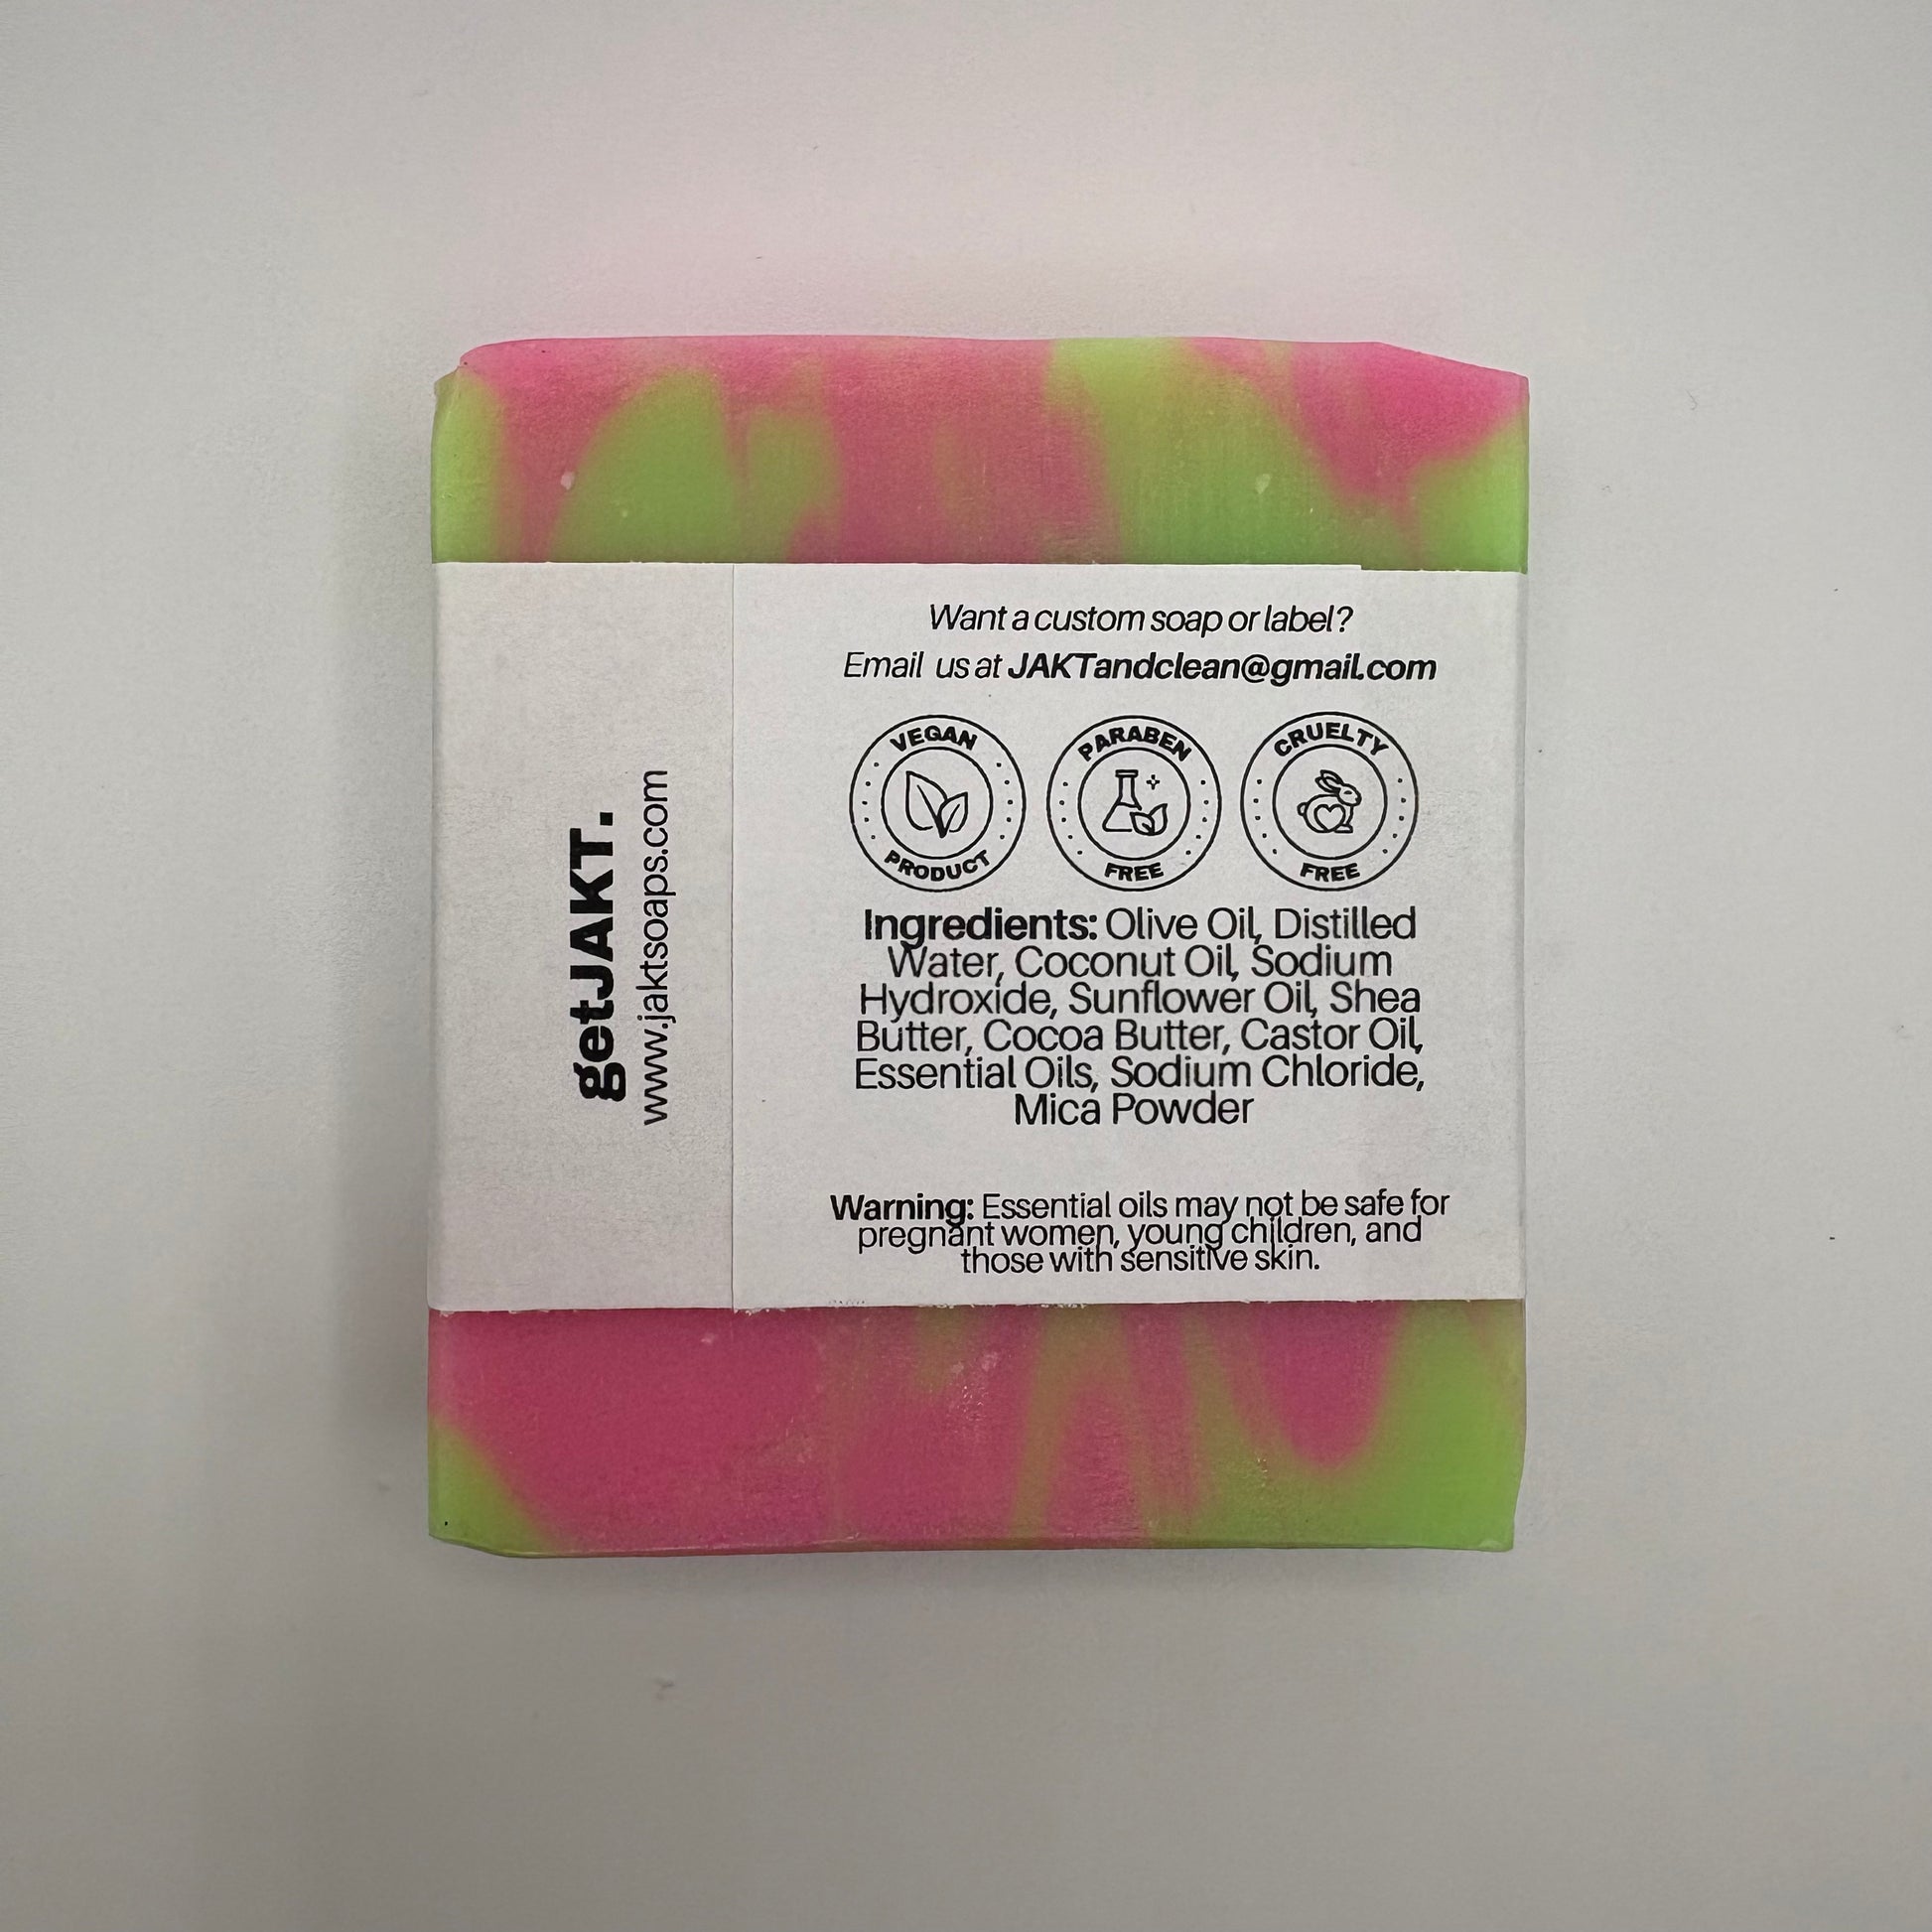 getJAKT.
www.jaktsoaps.com
Want a custom soap or label?
Email us at JAKTandclean@gmail.com
VEGAN
PRODUCT
PARABEN
FREE
CRUELTY
FREE
Ingredients: Olive Oil, Distilled
Water, Coconut Oil, Sodium
Hydroxide, Sunflower Oil, Shea
Butter, Cocoa Butter, Castor Oil,
Essential Oils, Sodium Chloride,
Mica Powder
Warning: Essential oils may not be safe for
pregnant women, young children, and
those with sensitive skin.